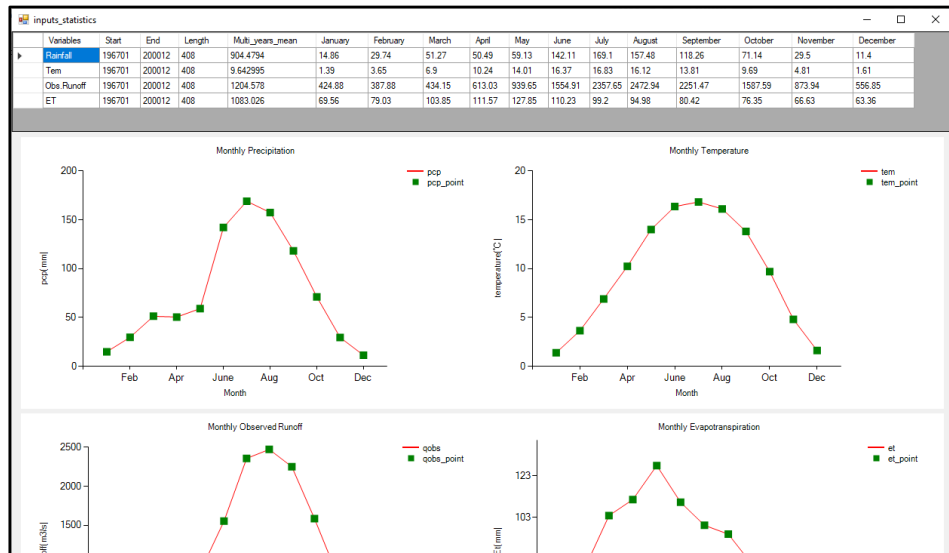 inputs_statistics
Variables Start End Length Multi_years_mean January February March April May June July August September October November December
Rainfall 196701 200012 408 904.4794 14.86 29.74 51.27 50.49 59.13 142.11 169.1 157.48 118.26 71.14 29.5 11.4
Tem 196701 200012 408 9.642995 1.39 3.65 6.9 10.24 14.01 16.37 16.83 16.12 13.81 9.69 4.81 1.61
Obs.Runoff 196701 200012 408 1204.578 424.88 387.88 434.15 613.03 939.65 1554.91 2357.65 2472.94 2251.47 1587.59 873.94 556.85
ET 196701 200012 408 1083.026 69.56 79.03 103.85 111.57 127.85 110.23 99.2 94.98 80.42 76.35 66.63 63.36
Monthly Precipitation
pcp
pcp_point
200
150
100
50
0
pcp[mm]
Feb Apr June Aug Oct Dec
Month
Monthly Temperature
tem
tem_point
20
15
10
5
0
temperature[°C]
Feb Apr June Aug Oct Dec
Month
Monthly Observed Runoff
qobs
qobs_point
2500
2000
1500
Monthly Evapotranspiration
et
et_point
123
103
Et[mm]